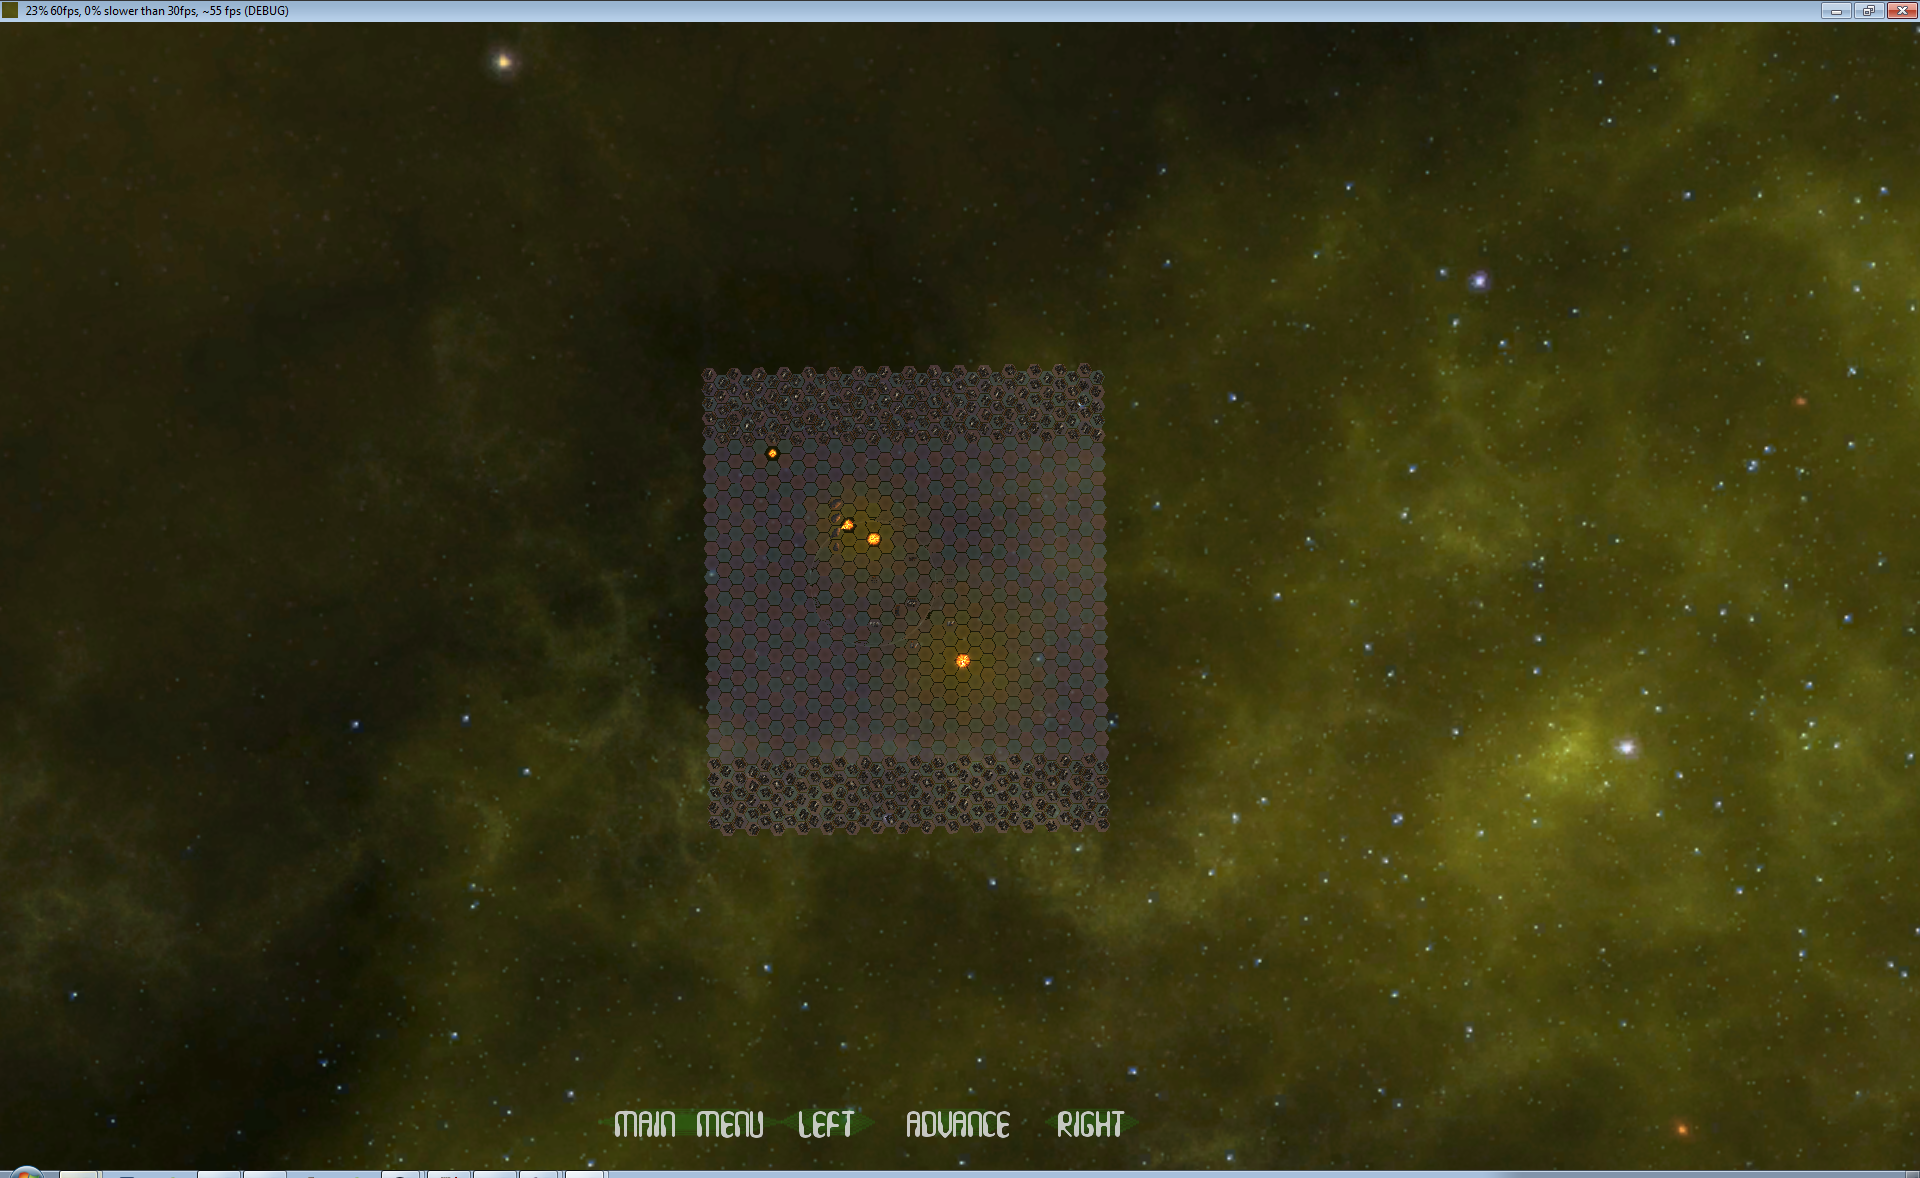 23% 60fps, 0% slower than 30fps, ~55 fps (DEBUG)
MAIN MENU LEFT ADVANCE RIGHT